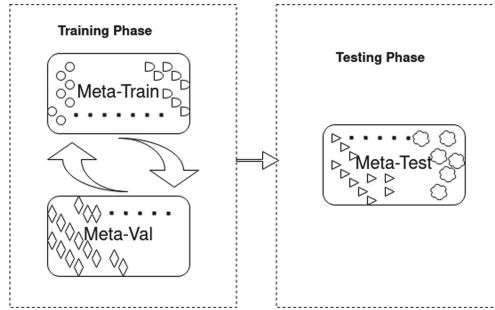 Training Phase
Meta-Train
Meta-Val
Testing Phase
Meta-Test